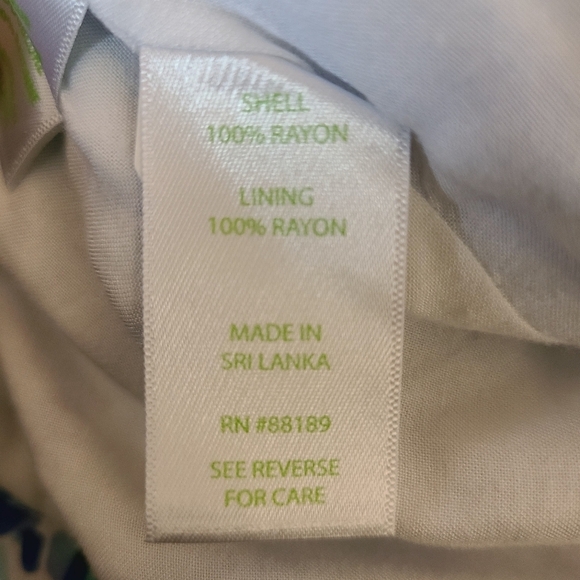 SHELL
100% RAYON
LINING
100% RAYON
MADE IN
SRI LANKA
RN #88189
SEE REVERSE
FOR CARE